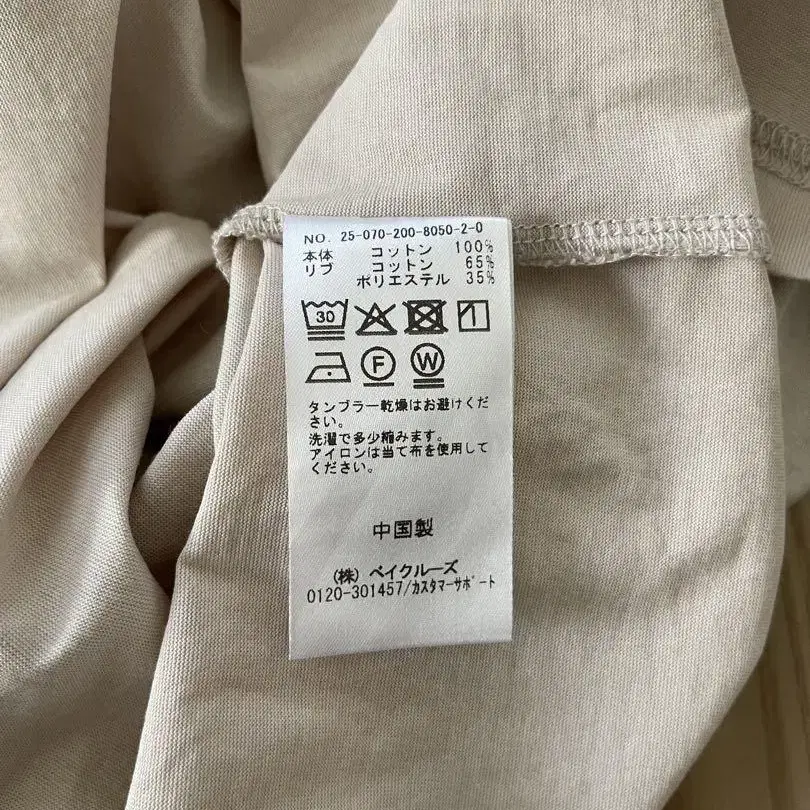 NO. 25-070-200-8050-2-0
本体 コットン 100%
リブ コットン 65%
ポリエステル 35%
30
F W
タンブラー乾燥はお避けくだ
さい。
洗濯で多少縮みます。
アイロンは当て布を使用して
ください。
中国製
(株) ベイクルーズ
0120-301457/カスタマーサポート